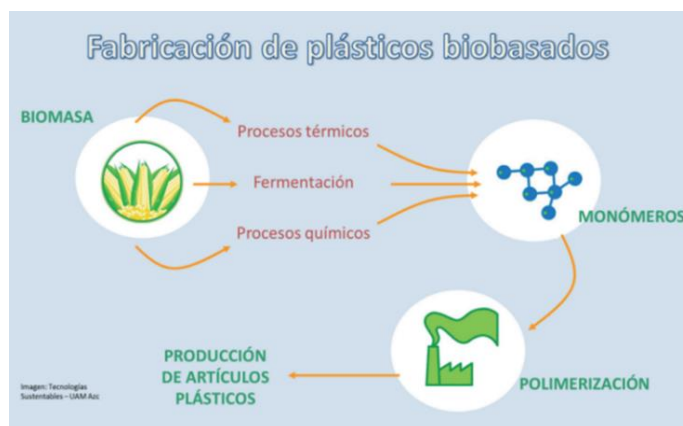 Fabricación de plásticos biobasados
BIOMASA
Procesos térmicos
Fermentación
Procesos químicos
MONÓMEROS
POLIMERIZACIÓN
PRODUCCIÓN
DE ARTÍCULOS
PLÁSTICOS
Imagen: Tecnologías
Sustentables – UAM Azc